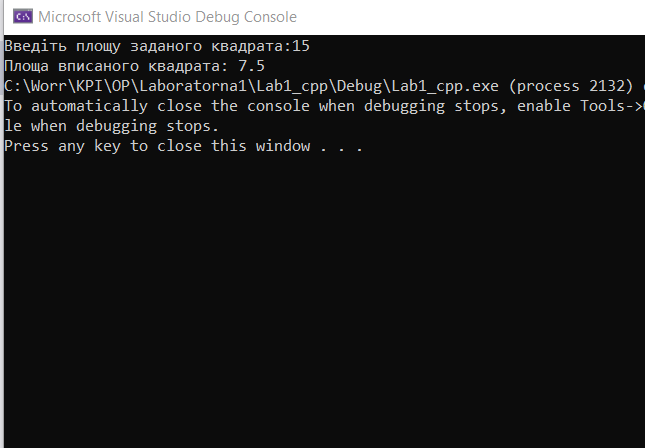 Microsoft Visual Studio Debug Console
Введіть площу заданого квадрата:15
Площа вписаного квадрата: 7.5
C:\Worr\KPI\OP\Laboratorna1\Lab1_cpp\Debug\Lab1_cpp.exe (process 2132)
To automatically close the console when debugging stops, enable Tools->
le when debugging stops.
Press any key to close this window . . .